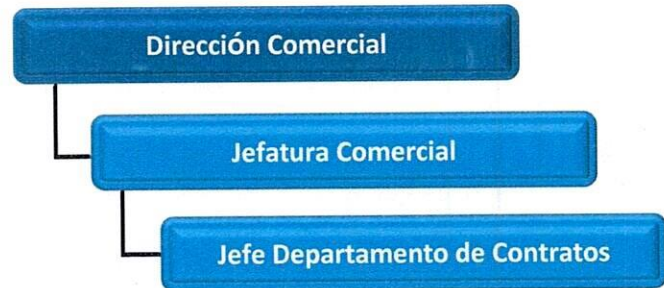 Dirección Comercial
Jefatura Comercial
Jefe Departamento de Contratos